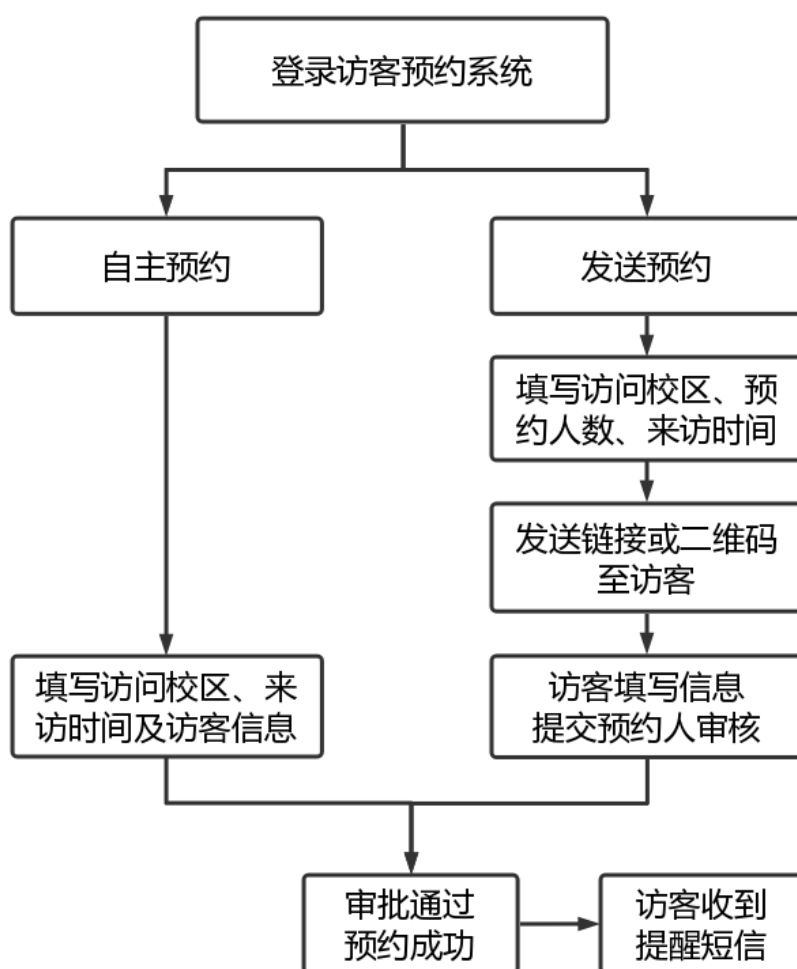 登录访客预约系统
自主预约
发送预约
填写访问校区、预
约人数、来访时间
发送链接或二维码
至访客
填写访问校区、来
访时间及访客信息
访客填写信息
提交预约人审核
审批通过
预约成功
访客收到
提醒短信